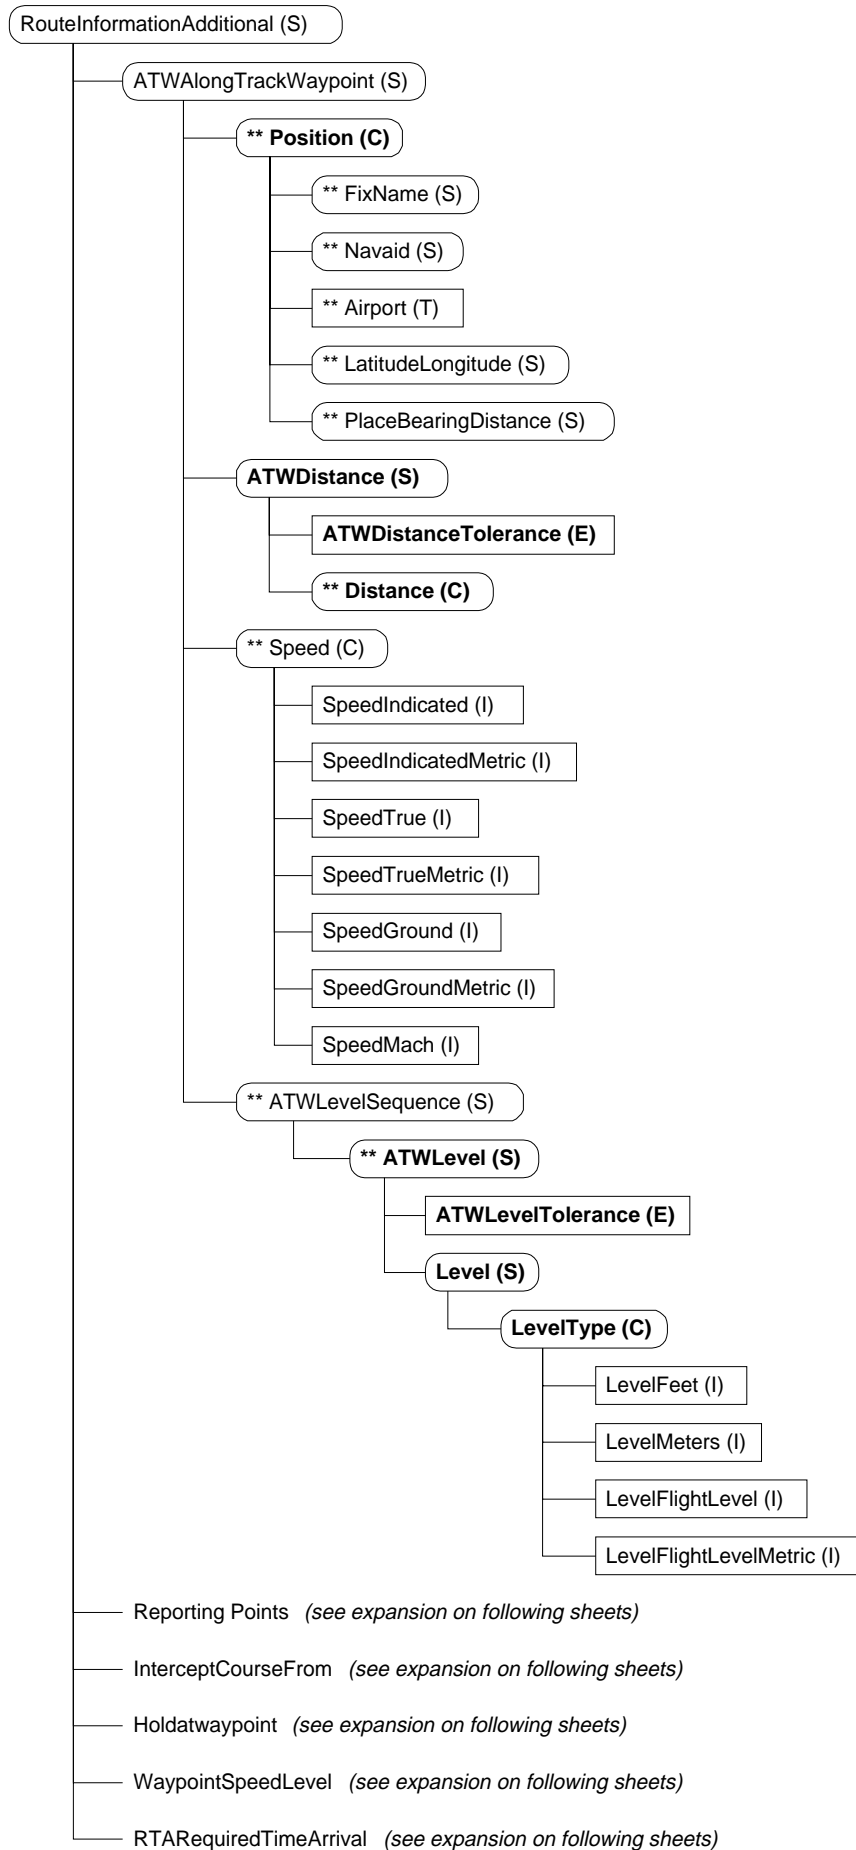 RouteInformationAdditional (S)
ATWAlongTrackWaypoint (S)
** Position (C)
** FixName (S)
** Navaid (S)
** Airport (T)
** LatitudeLongitude (S)
** PlaceBearingDistance (S)
ATWDistance (S)
ATWDistanceTolerance (E)
** Distance (C)
** Speed (C)
SpeedIndicated (I)
SpeedIndicatedMetric (I)
SpeedTrue (I)
SpeedTrueMetric (I)
SpeedGround (I)
SpeedGroundMetric (I)
SpeedMach (I)
** ATWLevelSequence (S)
** ATWLevel (S)
ATWLevelTolerance (E)
Level (S)
LevelType (C)
LevelFeet (I)
LevelMeters (I)
LevelFlightLevel (I)
LevelFlightLevelMetric (I)
Reporting Points (see expansion on following sheets)
InterceptCourseFrom (see expansion on following sheets)
Holdatwaypoint (see expansion on following sheets)
WaypointSpeedLevel (see expansion on following sheets)
RTARequiredTimeArrival (see expansion on following sheets)